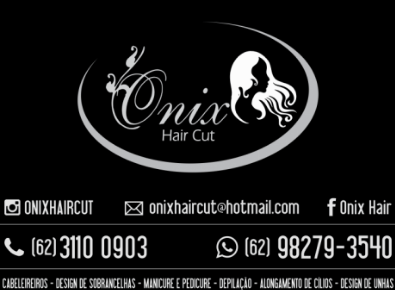 Onix
Hair Cut
ONIXHAIRCUT onixhaircut@hotmail.com Onix Hair
(62) 3110 0903 (62) 98279-3540
CABELEIREIROS - DESIGN DE SOBRANCELHAS - MANICURE E PEDICURE - DEPILAÇÃO - ALONGAMENTO DE CÍLIOS - DESIGN DE UNHAS